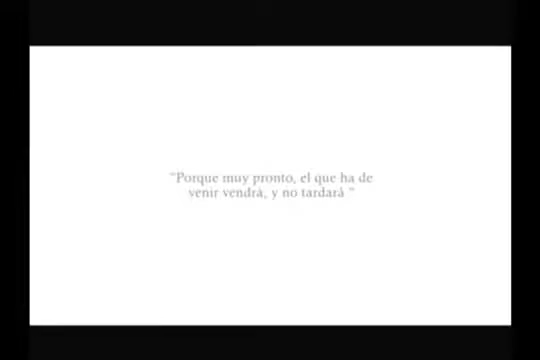 "Porque muy pronto, el que ha de
venir vendrá, y no tardará "